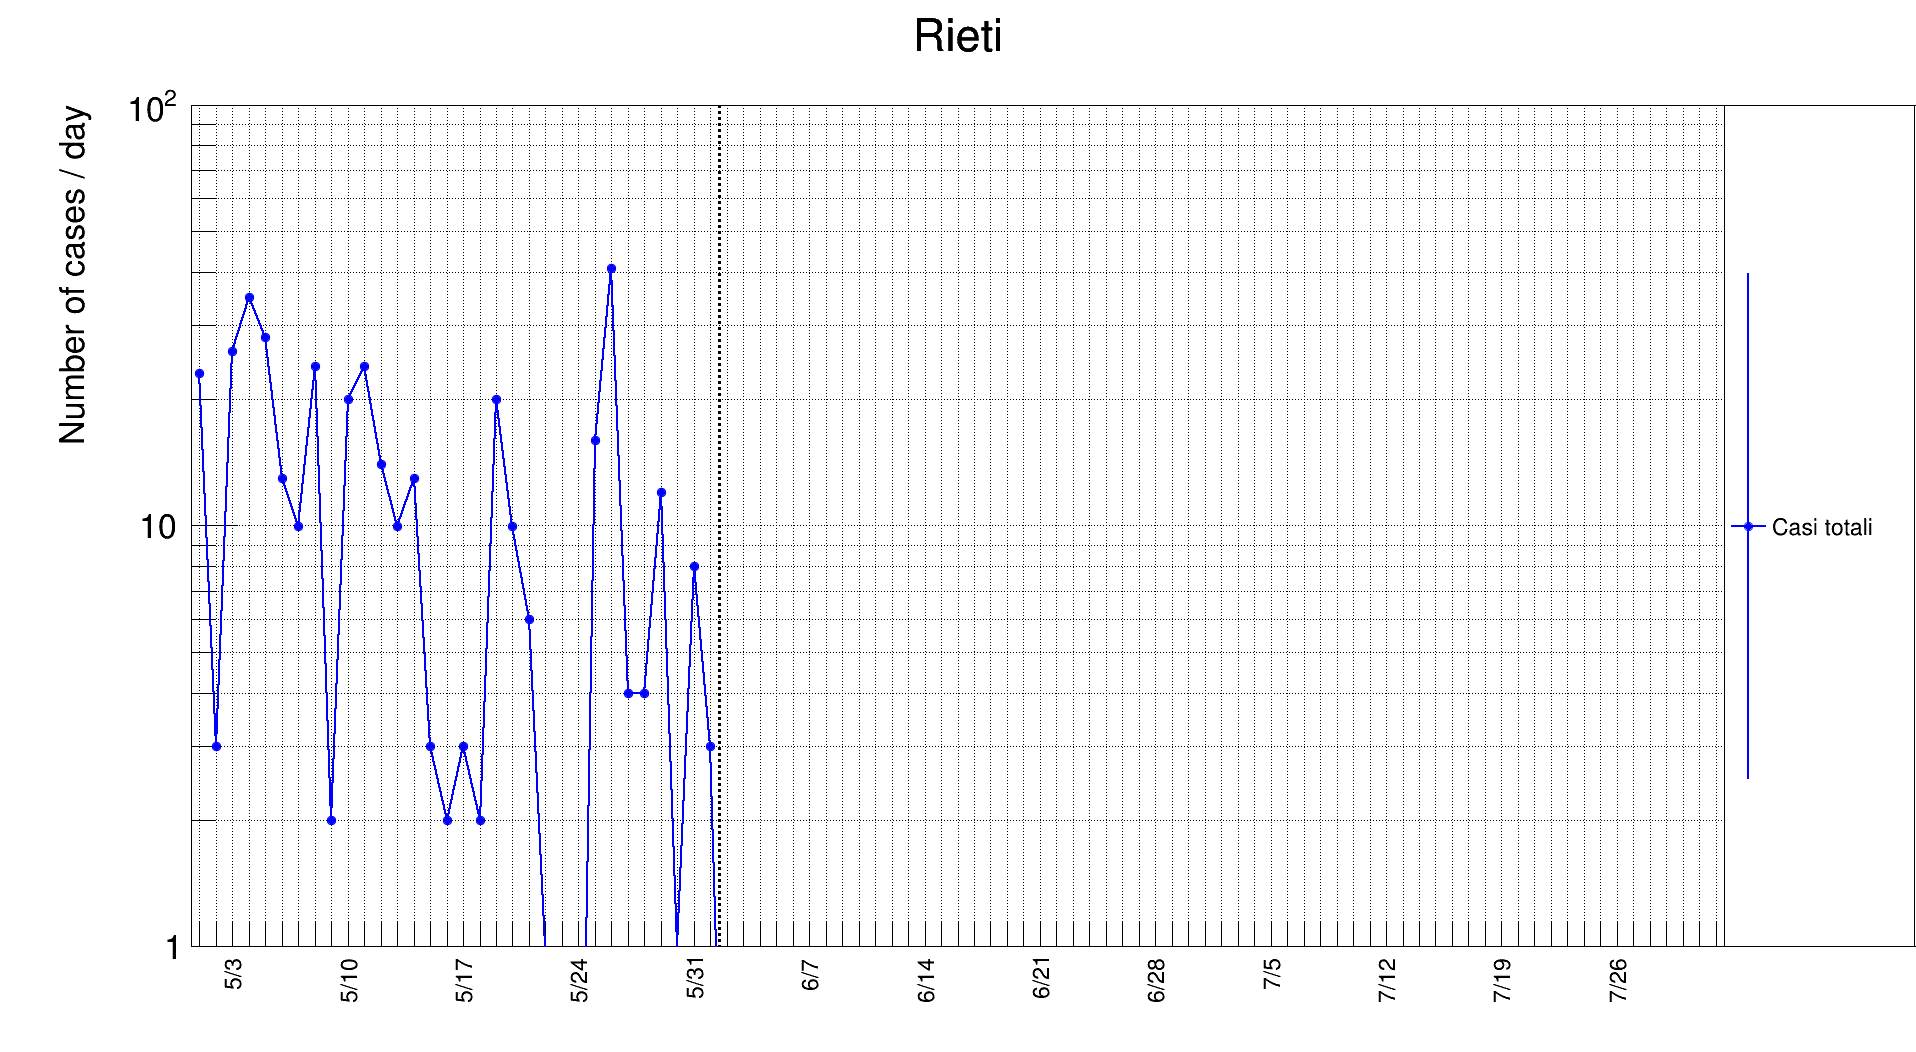 Rieti
Number of cases / day
10²
10
1
5/3 5/10 5/17 5/24 5/31 6/7 6/14 6/21 6/28 7/5 7/12 7/19 7/26
Casi totali